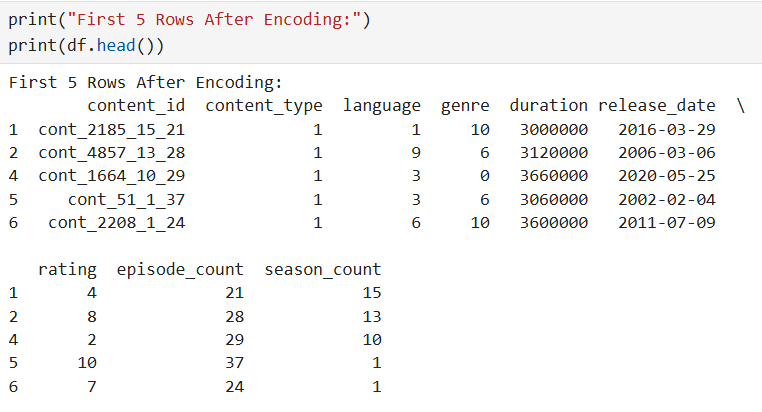 print("First 5 Rows After Encoding:")
print(df.head())
First 5 Rows After Encoding:
        content_id  content_type  language  genre  duration release_date  \
1  cont_2185_15_21             1         1     10   3000000   2016-03-29
2  cont_4857_13_28             1         9      6   3120000   2006-03-06
4  cont_1664_10_29             1         3      0   3660000   2020-05-25
5     cont_51_1_37             1         3      6   3060000   2002-02-04
6   cont_2208_1_24             1         6     10   3600000   2011-07-09

   rating  episode_count  season_count
1       4             21            15
2       8             28            13
4       2             29            10
5      10             37             1
6       7             24             1